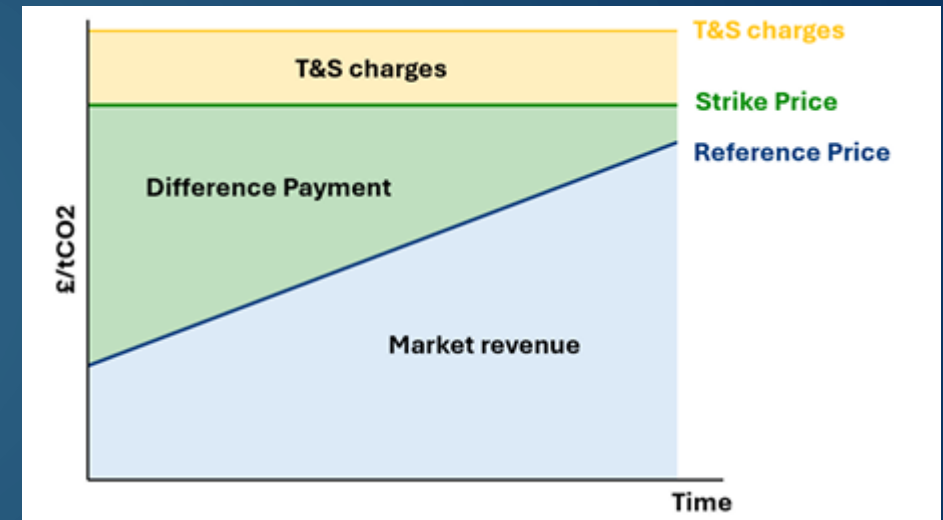 T&S charges
T&S charges
Strike Price
Reference Price
Difference Payment
£/tCO2
Market revenue
Time